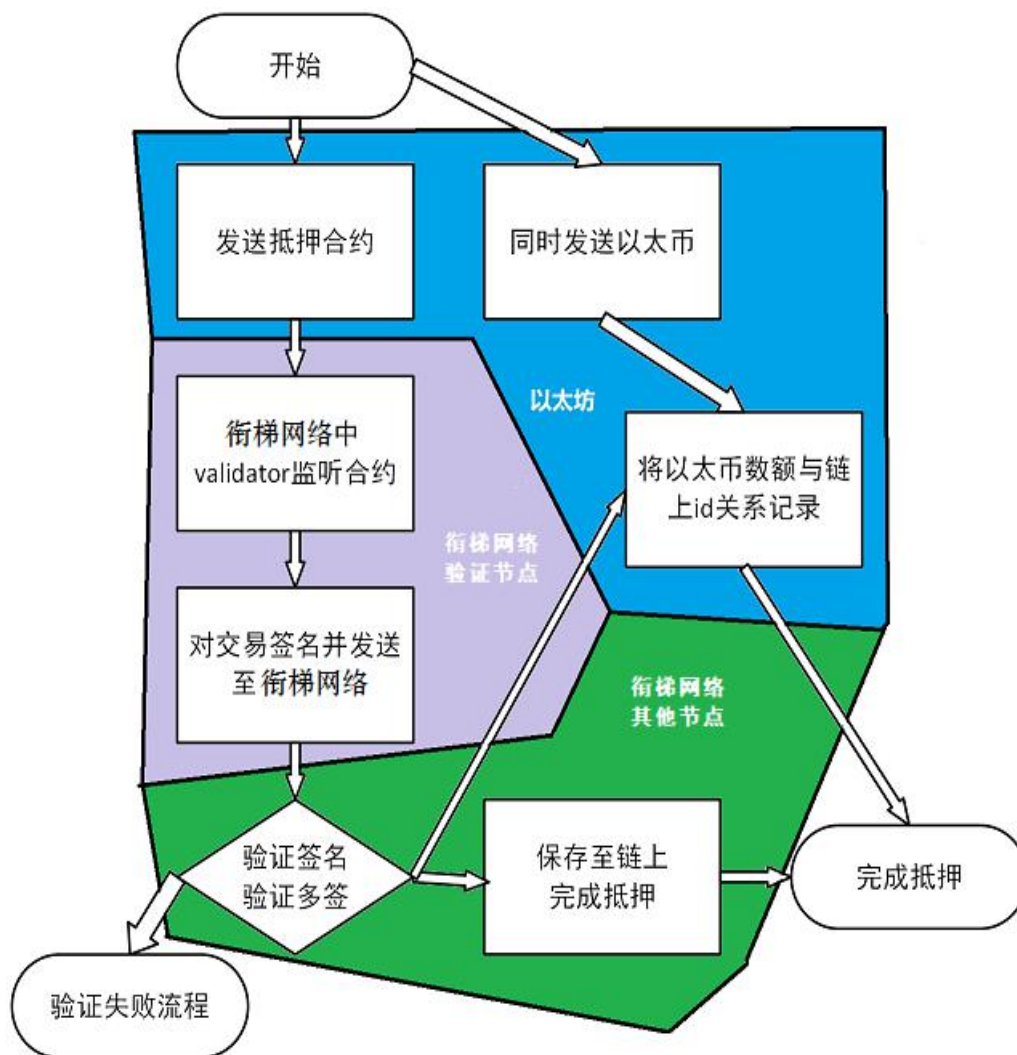 开始
发送抵押合约
同时发送以太币
衔梯网络中
validator监听合约
以太坊
将以太币数额与链
上id关系记录
衔梯网络
验证节点
对交易签名并发送
至衔梯网络
衔梯网络
其他节点
验证签名
验证多签
保存至链上
完成抵押
完成抵押
验证失败流程